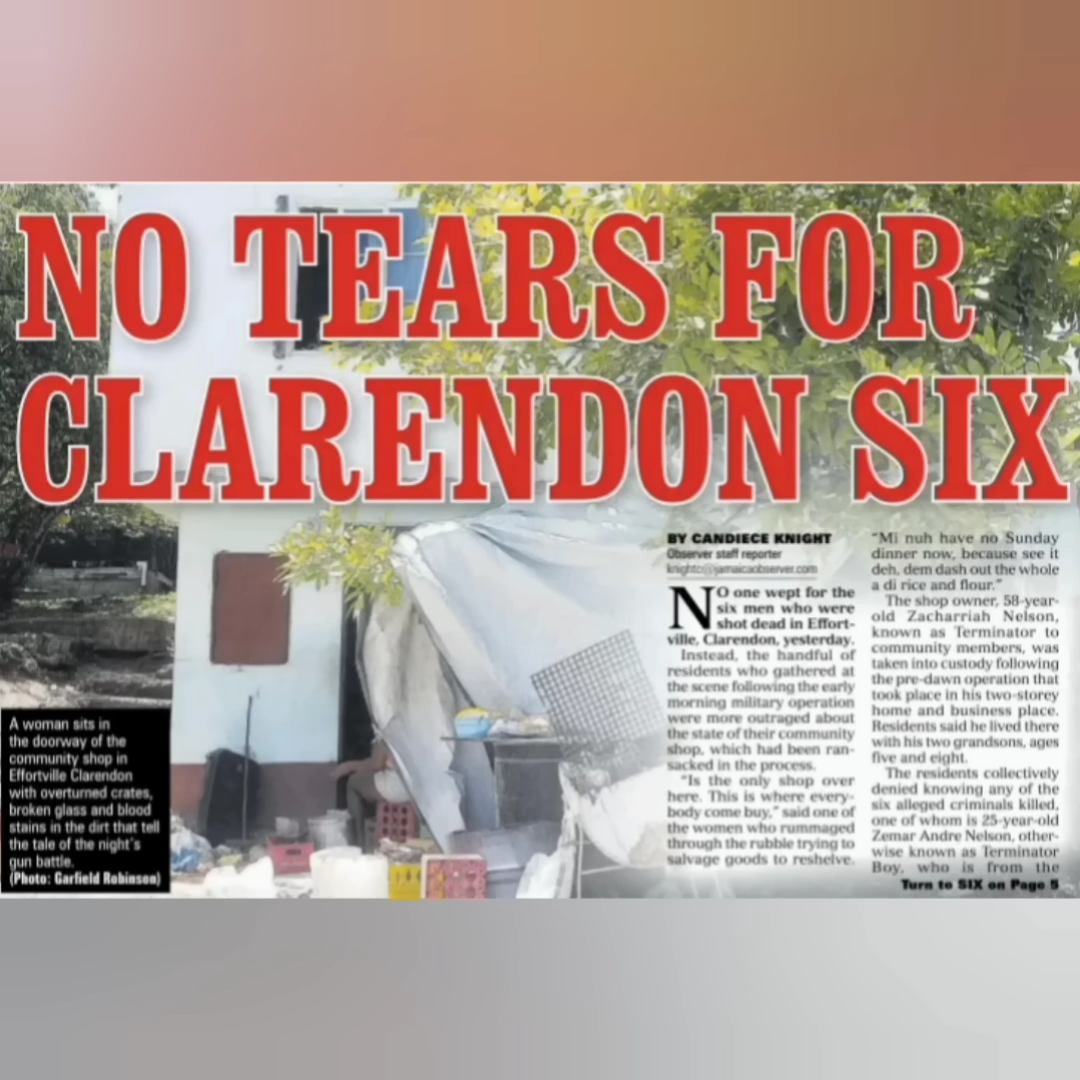 NO TEARS FOR
CLARENDON SIX
BY CANDIECE KNIGHT
Observer staff reporter
knightc@jamaicaobserver.com
NO one wept for the
six men who were
shot dead in Effort-
ville, Clarendon, yesterday.
Instead, the handful of
residents who gathered at
the scene following the early
morning military operation
were more outraged about
the state of their community
shop, which had been ran-
sacked in the process.
"Is the only shop over
here. This is where every-
body come buy," said one of
the women who rummaged
through the rubble trying to
salvage goods to reshelve.
"Mi nuh have no Sunday
dinner now, because see it
deh, dem dash out the whole
a di rice and flour."
The shop owner, 58-year-
old Zacharriah Nelson,
known as Terminator to
community members, was
taken into custody following
the pre-dawn operation that
took place in his two-storey
home and business place.
Residents said he lived there
with his two grandsons, ages
five and eight.
The residents collectively
denied knowing any of the
six alleged criminals killed,
one of whom is 25-year-old
Zemar Andre Nelson, other-
wise known as Terminator
Boy, who is from the
Turn to SIX on Page 5
A woman sits in
the doorway of the
community shop in
Effortville Clarendon
with overturned crates,
broken glass and blood
stains in the dirt that tell
the tale of the night's
gun battle.
(Photo: Garfield Robinson)